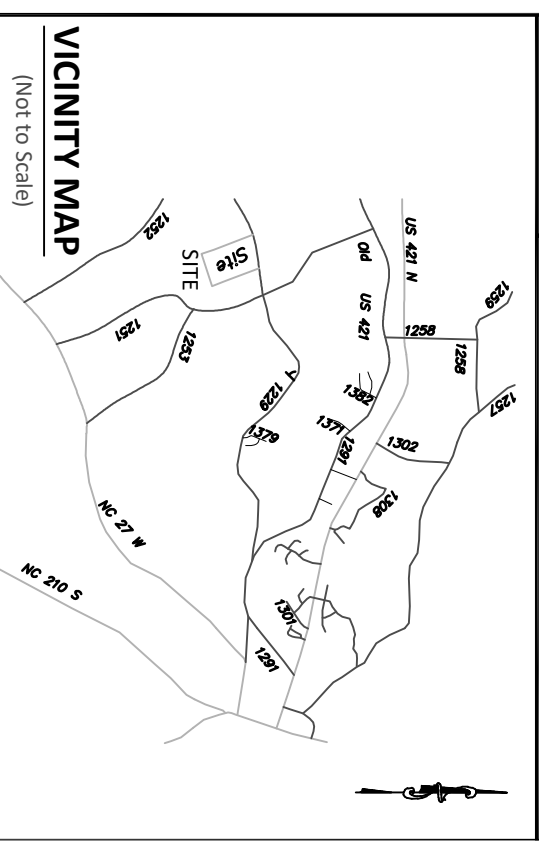 VICINITY MAP
(Not to Scale)
US 421 N
Old US 421
1259
1258
1258
1257
1302
1382
1371
1291
1308
1229
1379
1301
1291
Site
SITE
1252
1251
1253
NC 27 W
NC 210 S